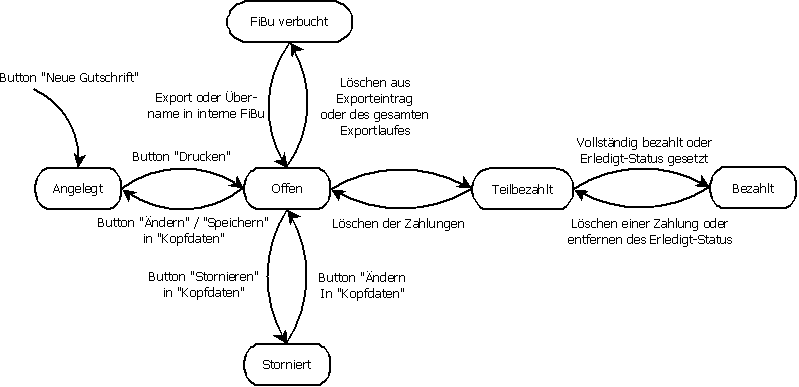 FiBu verbucht
Button "Neue Gutschrift"
Export oder Über-
name in interne FiBu
Löschen aus
Exporteintrag
oder des gesamten
Exportlaufes
Button "Drucken"
Vollständig bezahlt oder
Erledigt-Status gesetzt
Angelegt
Offen
Teilbezahlt
Bezahlt
Button "Ändern" / "Speichern"
in "Kopfdaten"
Löschen der Zahlungen
Löschen einer Zahlung oder
entfernen des Erledigt-Status
Button "Stornieren"
in "Kopfdaten"
Button "Ändern
In "Kopfdaten"
Storniert